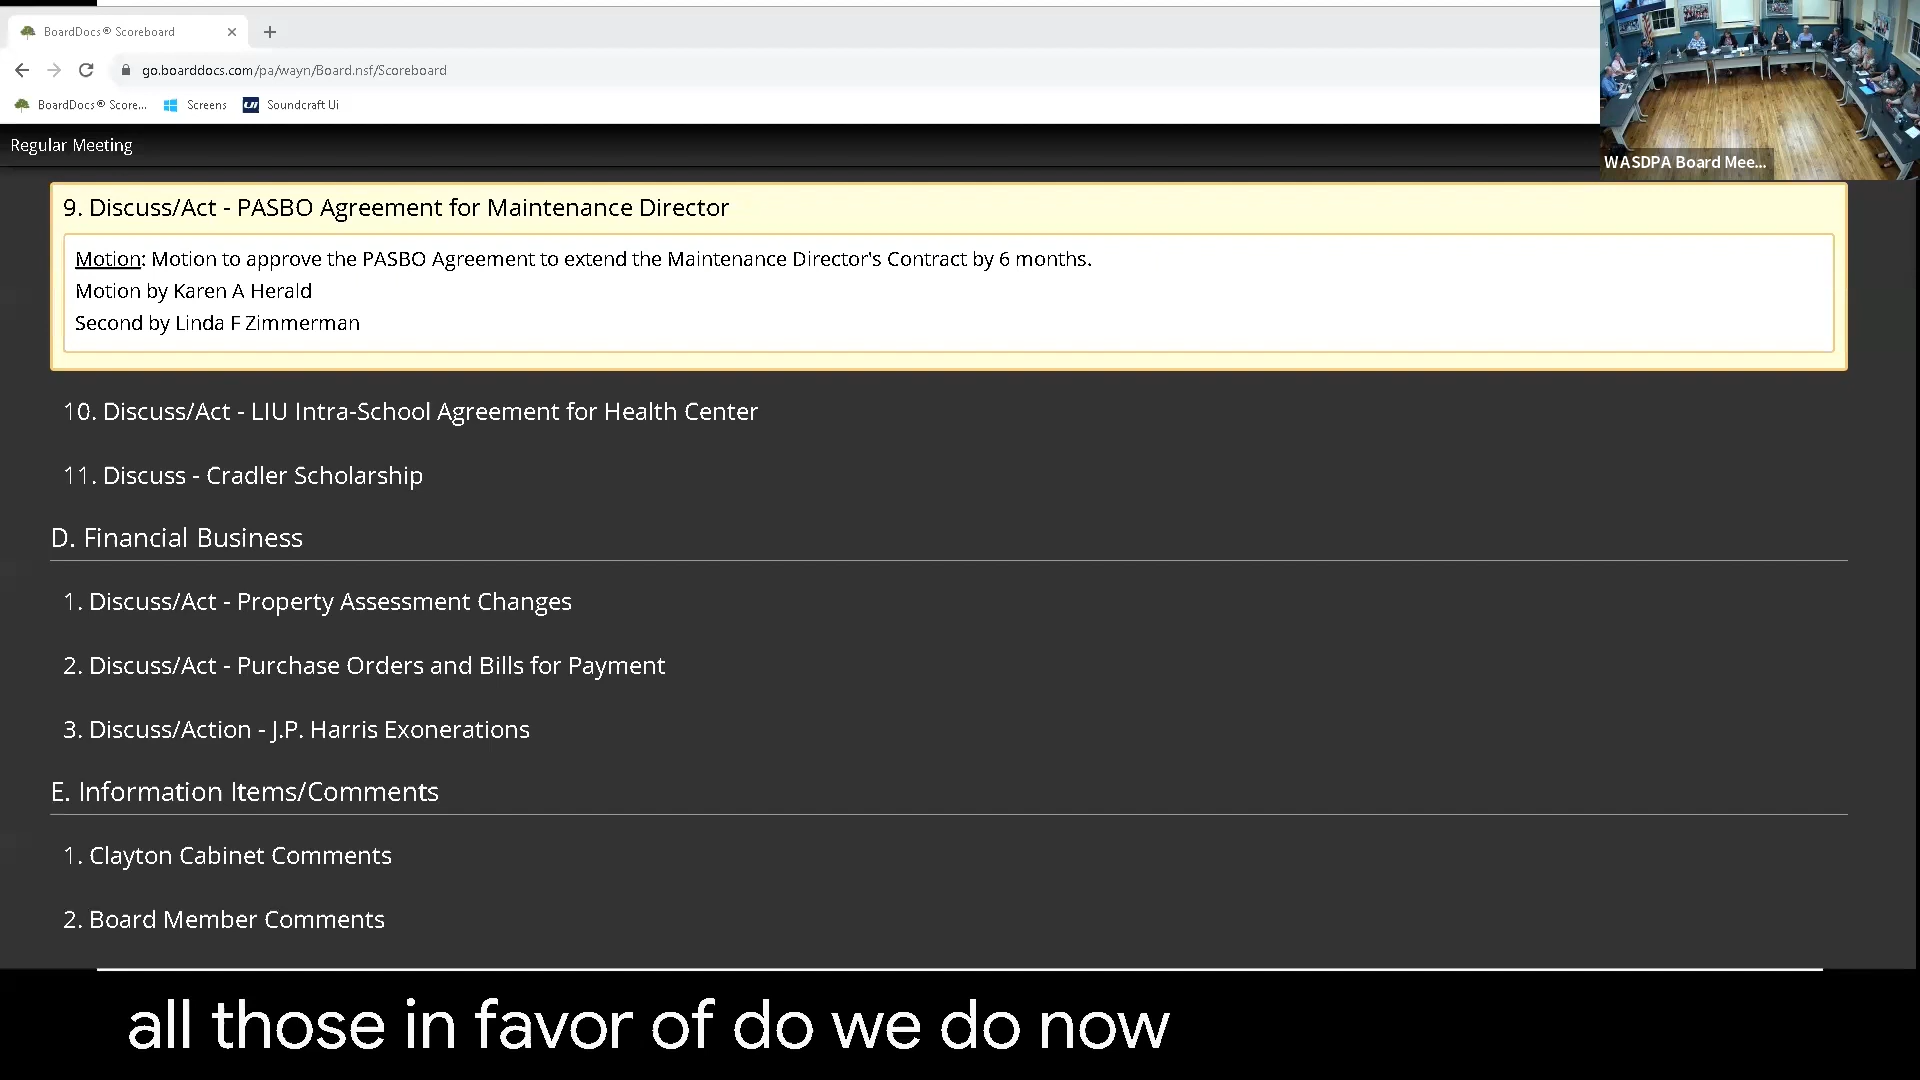 BoardDocs® Scoreboard
go.boarddocs.com/pa/wayn/Board.nsf/Scoreboard
BoardDocs® Score... Screens Soundcraft Ui
Regular Meeting
WASDPA Board Mee...
9. Discuss/Act - PASBO Agreement for Maintenance Director
Motion: Motion to approve the PASBO Agreement to extend the Maintenance Director's Contract by 6 months.
Motion by Karen A Herald
Second by Linda F Zimmerman
10. Discuss/Act - LIU Intra-School Agreement for Health Center
11. Discuss - Cradler Scholarship
D. Financial Business
1. Discuss/Act - Property Assessment Changes
2. Discuss/Act - Purchase Orders and Bills for Payment
3. Discuss/Action - J.P. Harris Exonerations
E. Information Items/Comments
1. Clayton Cabinet Comments
2. Board Member Comments
all those in favor of do we do now